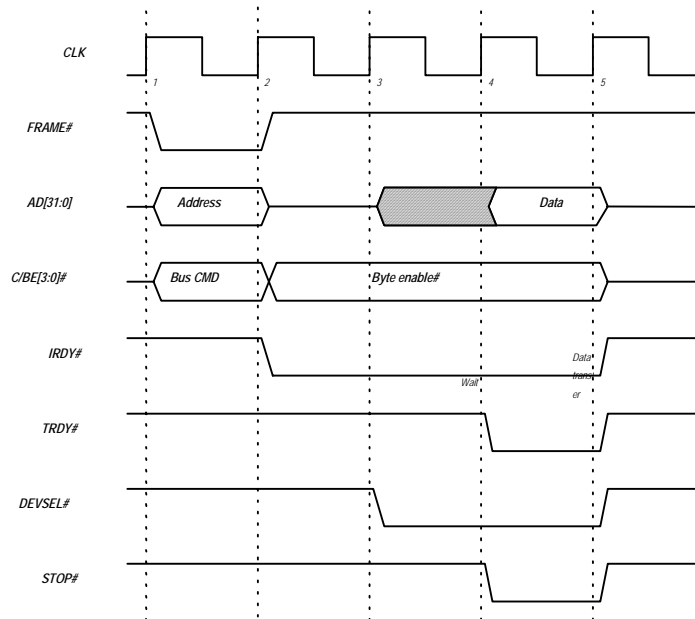 CLK
1 2 3 4 5
FRAME#
AD[31:0] Address Data
C/BE[3:0]# Bus CMD Byte enable#
IRDY#
Wait
Data
transf
er
TRDY#
DEVSEL#
STOP#